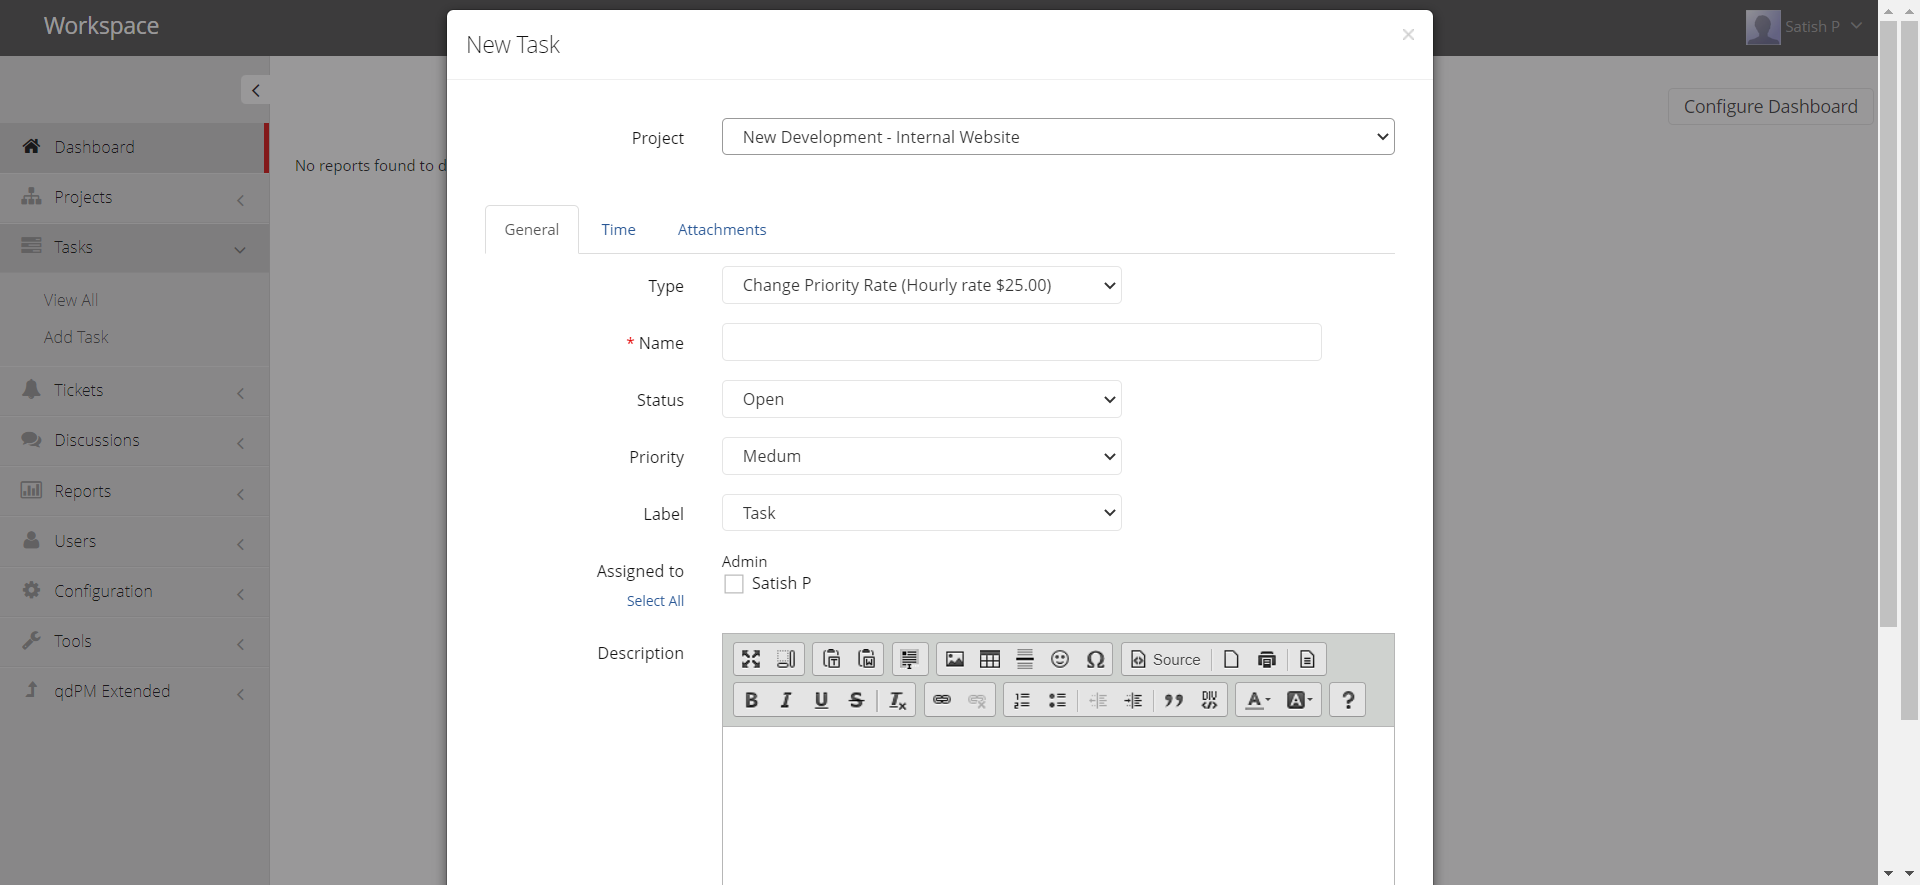 Workspace
Satish P
New Task
×
Configure Dashboard
Dashboard
Projects
Tasks
View All
Add Task
Tickets
Discussions
Reports
Users
Configuration
Tools
qdPM Extended
No reports found to d
Project
New Development - Internal Website
General
Time
Attachments
Type
Change Priority Rate (Hourly rate $25.00)
* Name
Status
Open
Priority
Medum
Label
Task
Assigned to
Select All
Admin
Satish P
Description
Source
B I U S Ix
DIV
A A ?